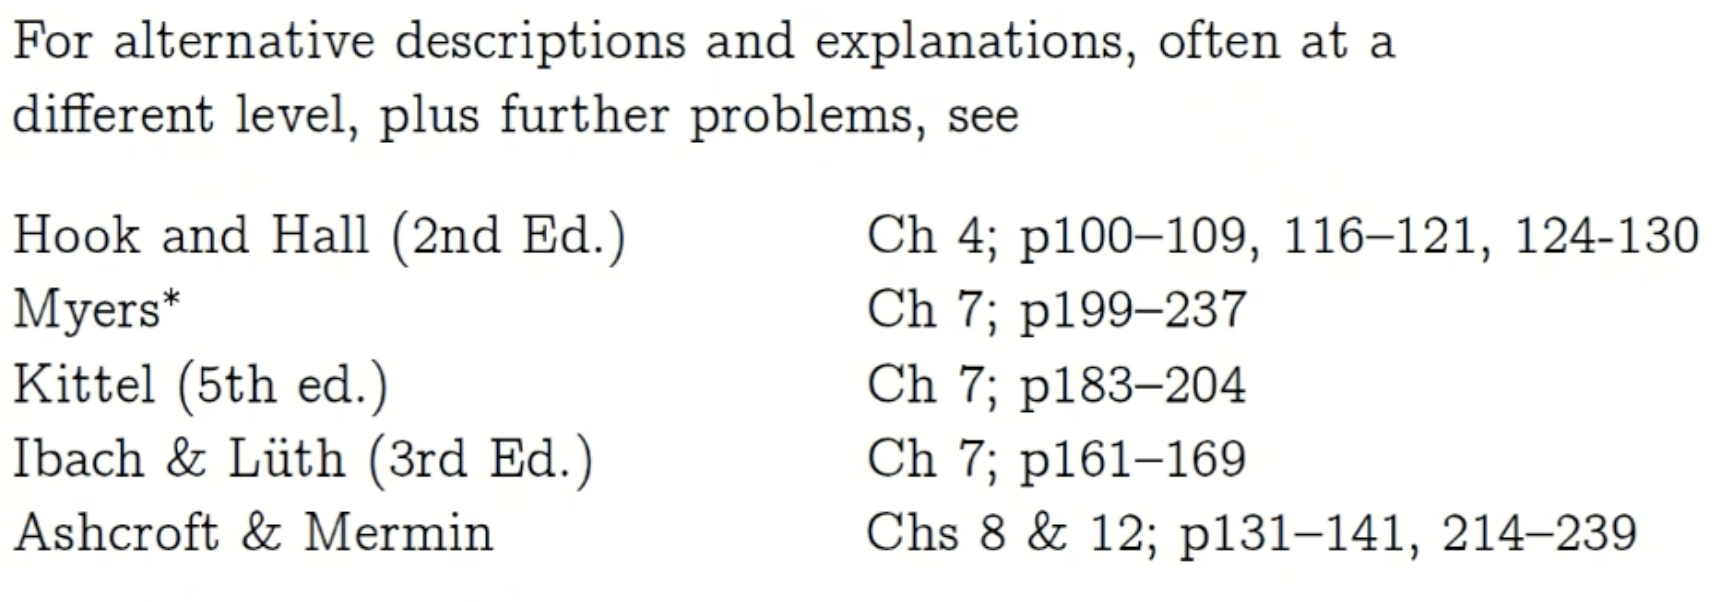 For alternative descriptions and explanations, often at a
different level, plus further problems, see
Hook and Hall (2nd Ed.) Ch 4; p100–109, 116–121, 124-130
Myers* Ch 7; p199–237
Kittel (5th ed.) Ch 7; p183–204
Ibach & Lüth (3rd Ed.) Ch 7; p161–169
Ashcroft & Mermin Chs 8 & 12; p131–141, 214–239